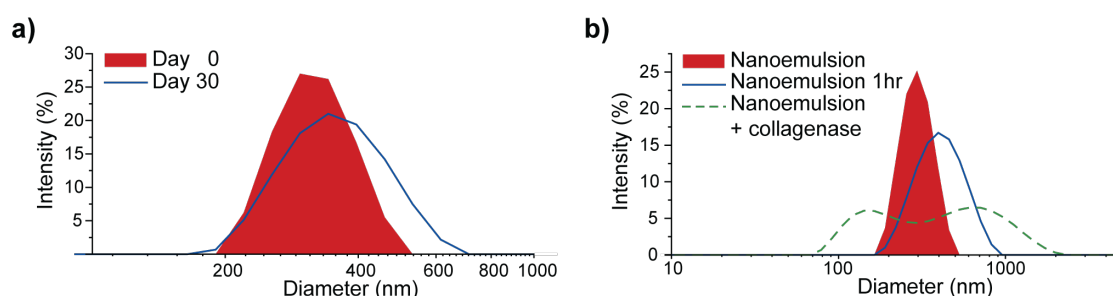 a)
30
25
20
15
10
5
0
Intensity (%)
Day 0
Day 30
200
400
600
800
1000
Diameter (nm)
b)
25
20
15
10
5
0
Intensity (%)
Nanoemulsion
Nanoemulsion 1hr
Nanoemulsion
+ collagenase
10
100
1000
Diameter (nm)